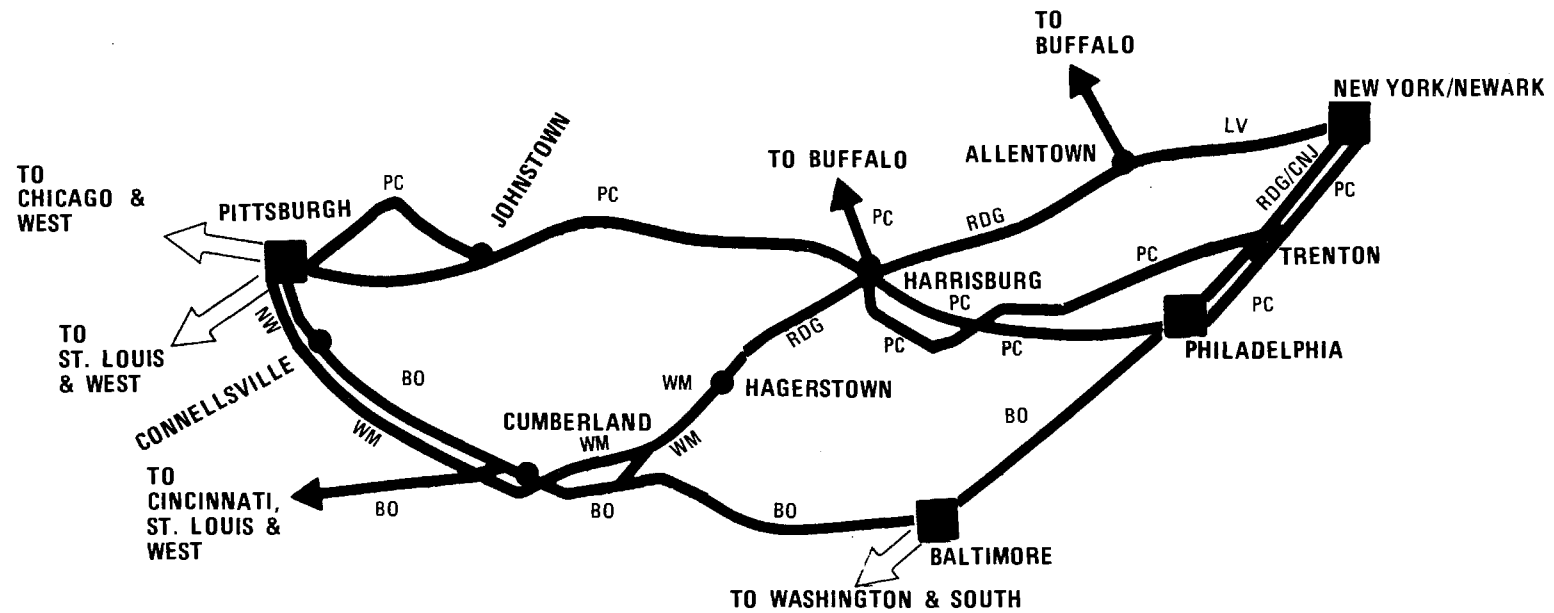 TO
BUFFALO
NEW YORK/NEWARK
LV
ALLENTOWN
TO BUFFALO
JOHNSTOWN
RDG/CNJ
PC
TO
CHICAGO &
WEST
PITTSBURGH
PC
PC
PC
RDG
PC
TRENTON
HARRISBURG
PC
PC
TO
ST. LOUIS
& WEST
NW
RDG
PC
PC
PHILADELPHIA
CONNELLSVILLE
BO
WM
HAGERSTOWN
BO
CUMBERLAND
WM
WM
WM
TO
CINCINNATI,
ST. LOUIS &
WEST
BO
BO
BO
BALTIMORE
TO WASHINGTON & SOUTH